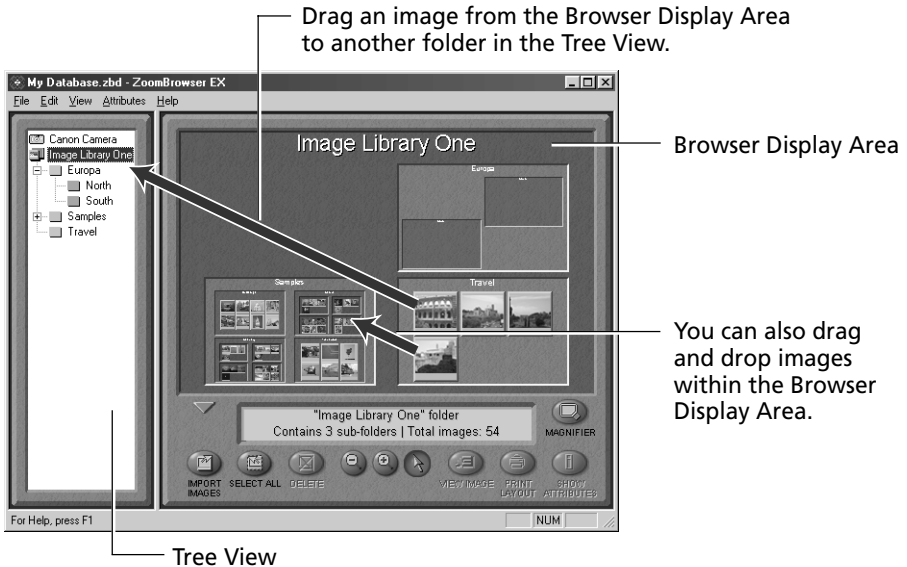 Drag an image from the Browser Display Area
to another folder in the Tree View.
My Database.zbd - ZoomBrowser EX
File Edit View Attributes Help
Canon Camera
Image Library One
Europa
North
South
Samples
Travel
Image Library One
Europa
Samples
Travel
Browser Display Area
You can also drag
and drop images
within the Browser
Display Area.
"Image Library One" folder
Contains 3 sub-folders | Total images: 54
MAGNIFIER
IMPORT
IMAGES
SELECT ALL
DELETE
VIEW IMAGE
PRINT
LAYOUT
SHOW
ATTRIBUTES
For Help, press F1
NUM
Tree View